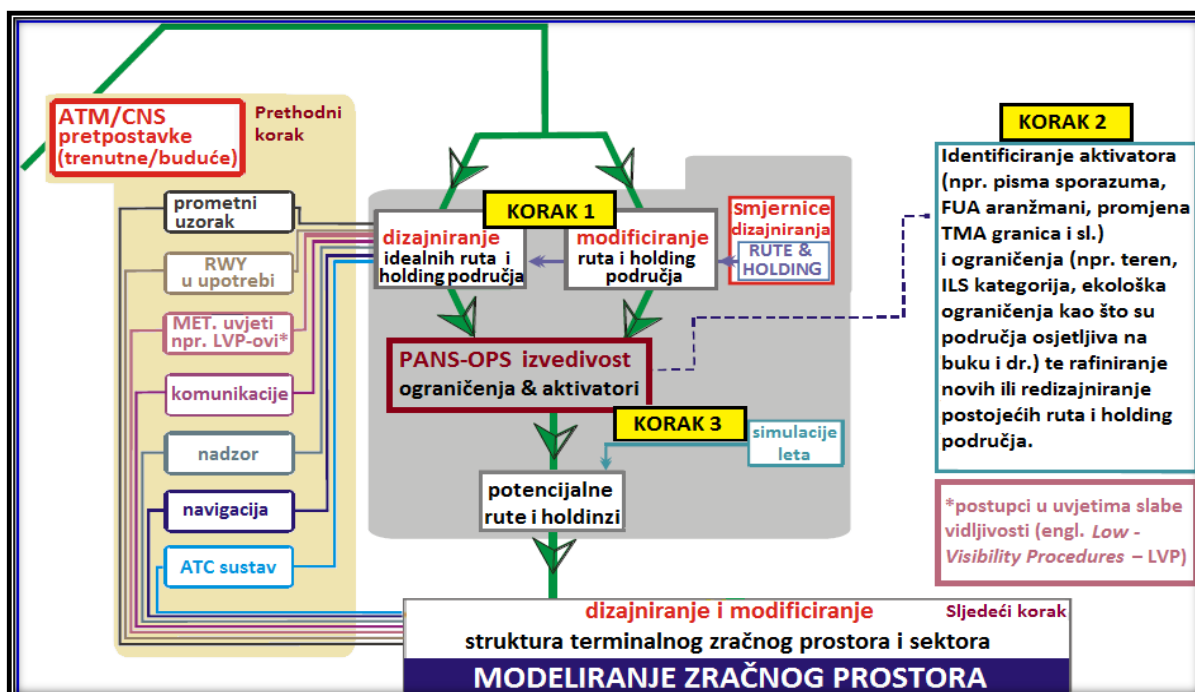 ATM/CNS
pretpostavke
(trenutne/buduće)
Prethodni
korak
prometni
uzorak
RWY
u upotrebi
MET. uvjeti
npr. LVP-ovi*
komunikacije
nadzor
navigacija
ATC sustav
KORAK 1
dizajniranje
idealnih ruta i
holding područja
modificiranje
ruta i holding
područja
smjernice
dizajniranja
RUTE &
HOLDING
PANS-OPS izvedivost
ograničenja & aktivatori
KORAK 3
simulacije
leta
potencijalne
rute i holdinzi
KORAK 2
Identificiranje aktivatora
(npr. pisma sporazuma,
FUA aranžmani, promjena
TMA granica i sl.)
i ograničenja (npr. teren,
ILS kategorija, ekološka
ograničenja kao što su
područja osjetljiva na
buku i dr.) te rafiniranje
novih ili redizajniranje
postojećih ruta i holding
područja.
*postupci u uvjetima slabe
vidljivosti (engl. Low -
Visibility Procedures – LVP)
dizajniranje i modificiranje
Sljedeći korak
struktura terminalnog zračnog prostora i sektora
MODELIRANJE ZRAČNOG PROSTORA